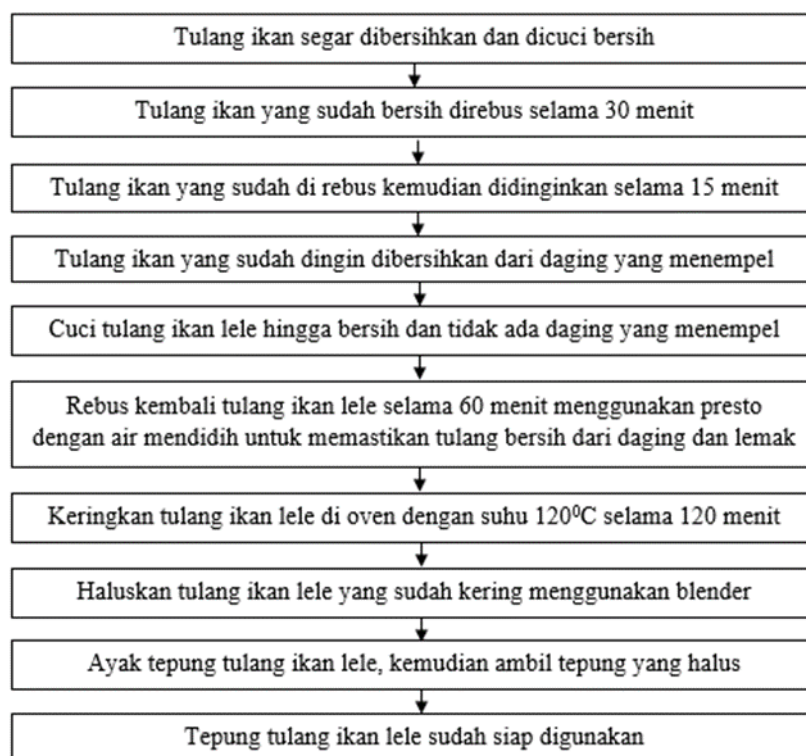 Tulang ikan segar dibersihkan dan dicuci bersih
Tulang ikan yang sudah bersih direbus selama 30 menit
Tulang ikan yang sudah di rebus kemudian didinginkan selama 15 menit
Tulang ikan yang sudah dingin dibersihkan dari daging yang menempel
Cuci tulang ikan lele hingga bersih dan tidak ada daging yang menempel
Rebus kembali tulang ikan lele selama 60 menit menggunakan presto
dengan air mendidih untuk memastikan tulang bersih dari daging dan lemak
Keringkan tulang ikan lele di oven dengan suhu 120⁰C selama 120 menit
Haluskan tulang ikan lele yang sudah kering menggunakan blender
Ayak tepung tulang ikan lele, kemudian ambil tepung yang halus
Tepung tulang ikan lele sudah siap digunakan